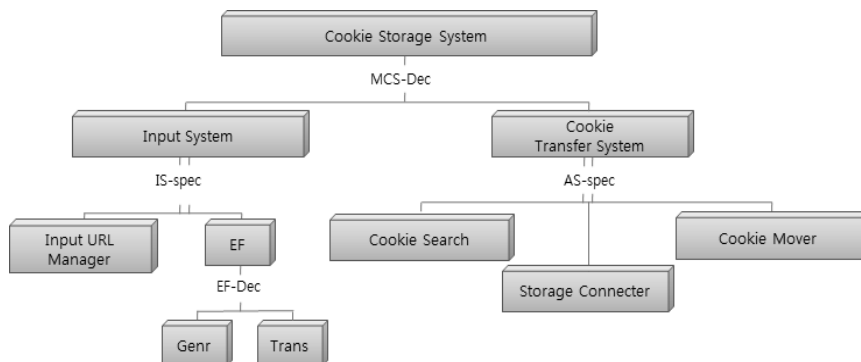 Cookie Storage System
MCS-Dec
Input System
Cookie
Transfer System
IS-spec
AS-spec
Input URL
Manager
EF
Cookie Search
Cookie Mover
EF-Dec
Storage Connecter
Genr
Trans